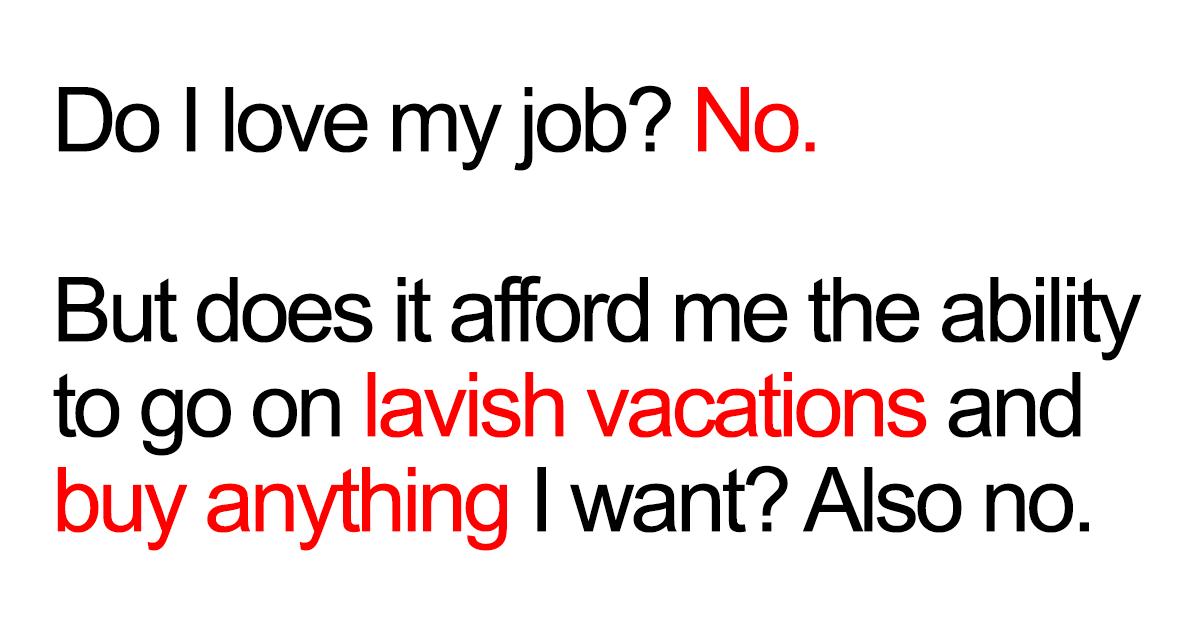 Do I love my job? No.
But does it afford me the ability
to go on lavish vacations and
buy anything I want? Also no.